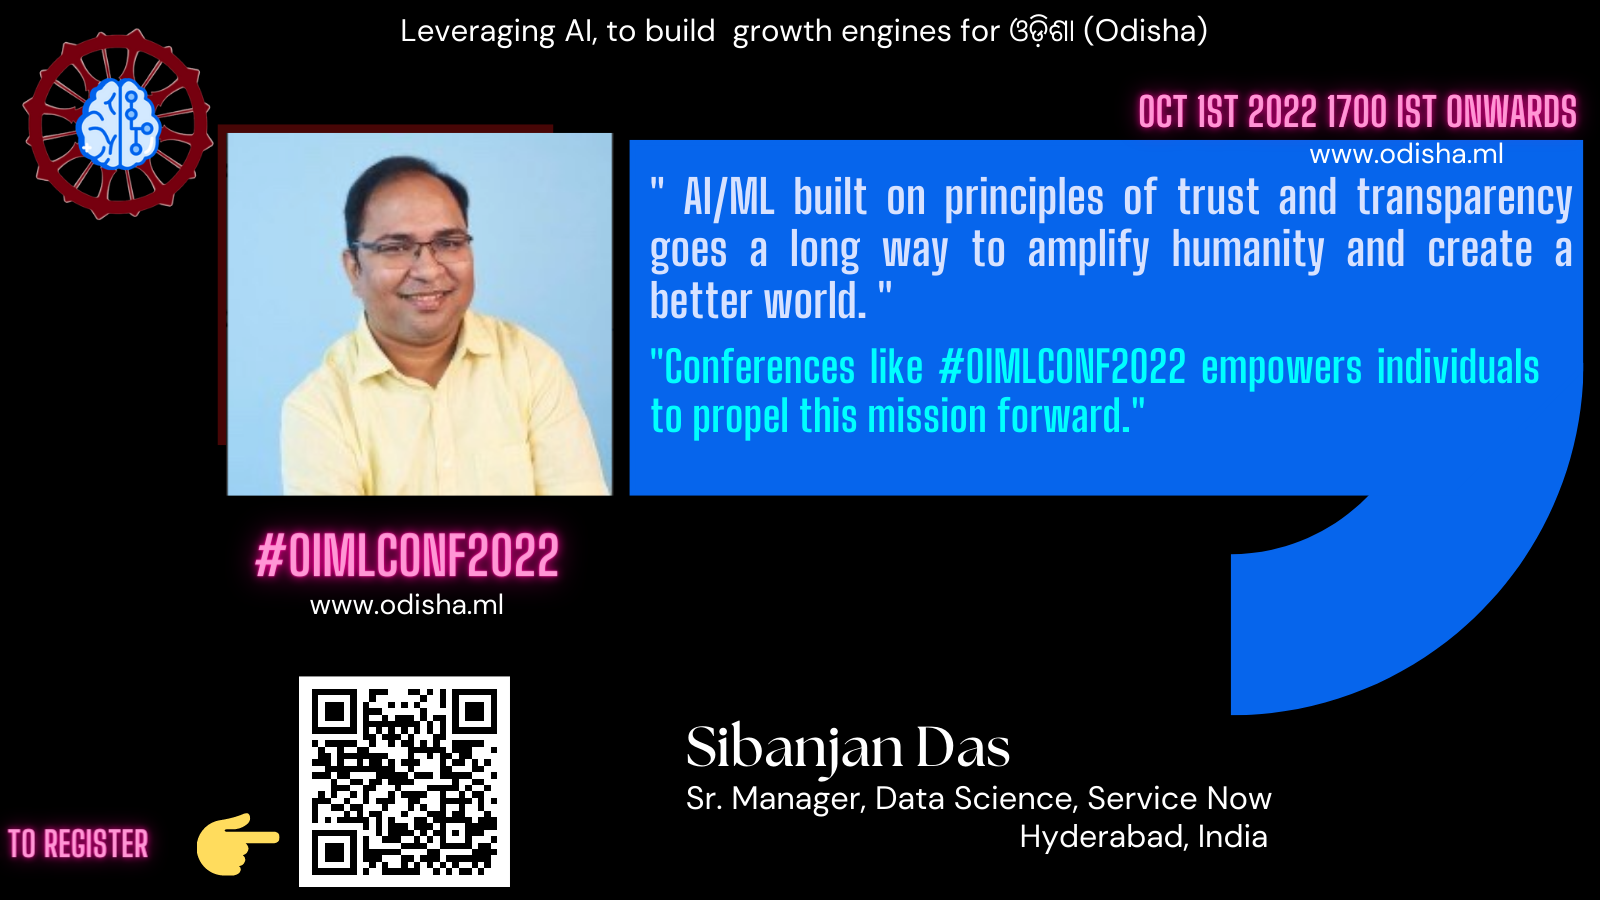 Leveraging AI, to build  growth engines for ଓଡ଼ିଶା (Odisha)
OCT 1ST 2022 1700 IST ONWARDS
www.odisha.ml
" AI/ML built on principles of trust and transparency
goes a long way to amplify humanity and create a
better world. "
"Conferences like #OIMLCONF2022 empowers individuals
to propel this mission forward."
#OIMLCONF2022
www.odisha.ml
Sibanjan Das
Sr. Manager, Data Science, Service Now
Hyderabad, India
TO REGISTER